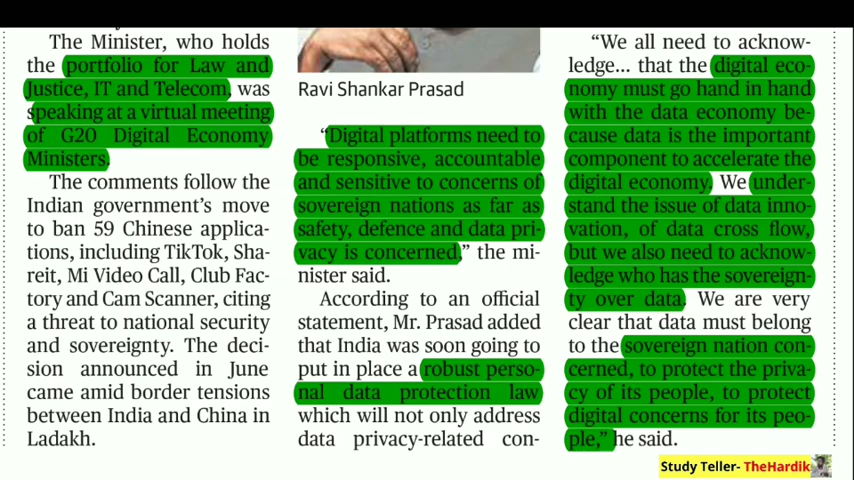 The Minister, who holds
the portfolio for Law and
Justice, IT and Telecom, was
speaking at a virtual meeting
of G20 Digital Economy
Ministers.
The comments follow the
Indian government's move
to ban 59 Chinese applica-
tions, including TikTok, Sha-
reit, Mi Video Call, Club Fac-
tory and Cam Scanner, citing
a threat to national security
and sovereignty. The deci-
sion announced in June
came amid border tensions
between India and China in
Ladakh.
Ravi Shankar Prasad
“Digital platforms need to
be responsive, accountable
and sensitive to concerns of
sovereign nations as far as
safety, defence and data pri-
vacy is concerned,” the mi-
nister said.
According to an official
statement, Mr. Prasad added
that India was soon going to
put in place a robust perso-
nal data protection law
which will not only address
data privacy-related con-
“We all need to acknow-
ledge... that the digital eco-
nomy must go hand in hand
with the data economy be-
cause data is the important
component to accelerate the
digital economy. We under-
stand the issue of data inno-
vation, of data cross flow,
but we also need to acknow-
ledge who has the sovereign-
ty over data. We are very
clear that data must belong
to the sovereign nation con-
cerned, to protect the priva-
cy of its people, to protect
digital concerns for its peo-
ple,” he said.
Study Teller- TheHardik